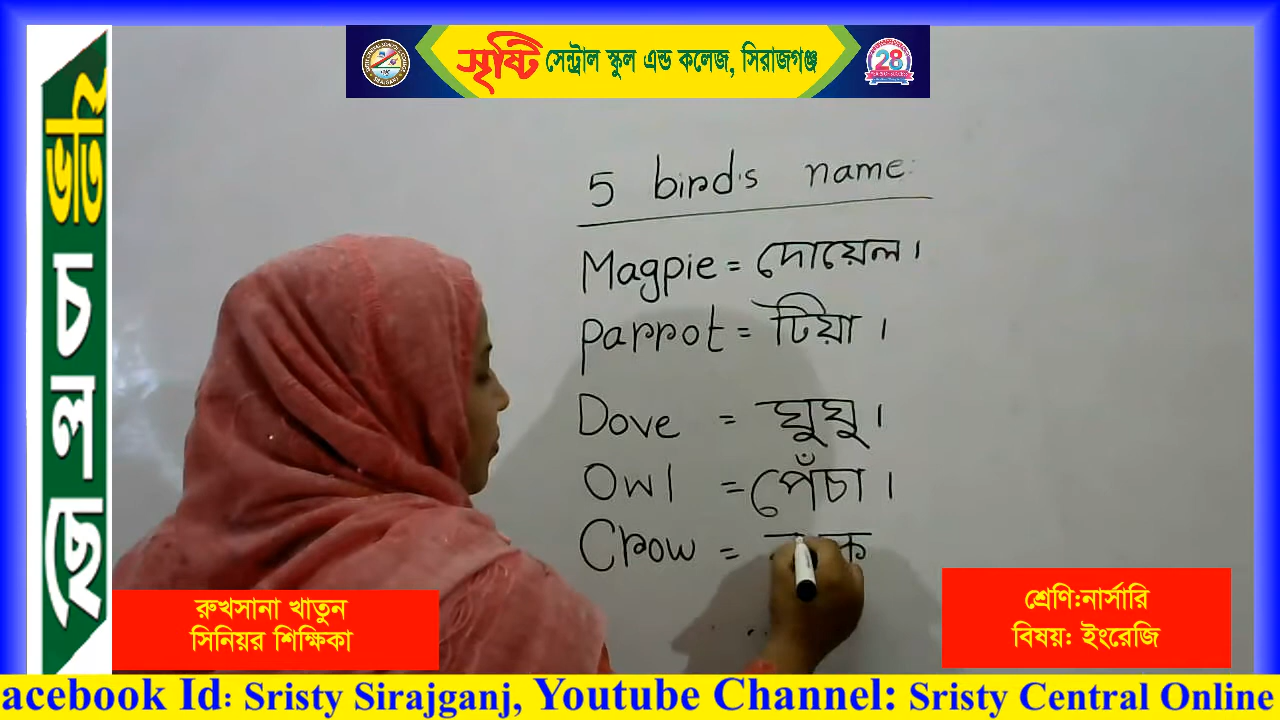 সৃষ্টি সেন্ট্রাল স্কুল এন্ড কলেজ, সিরাজগঞ্জ
28
ভর্তি চলছে
5 bird's name:
Magpie = দোয়েল।
parrot = টিয়া।
Dove = ঘুঘু।
Owl = পেঁচা।
Crow =
রুখসানা খাতুন
সিনিয়র শিক্ষিকা
শ্রেণি:নার্সারি
বিষয়: ইংরেজি
acebook Id: Sristy Sirajganj, Youtube Channel: Sristy Central Online